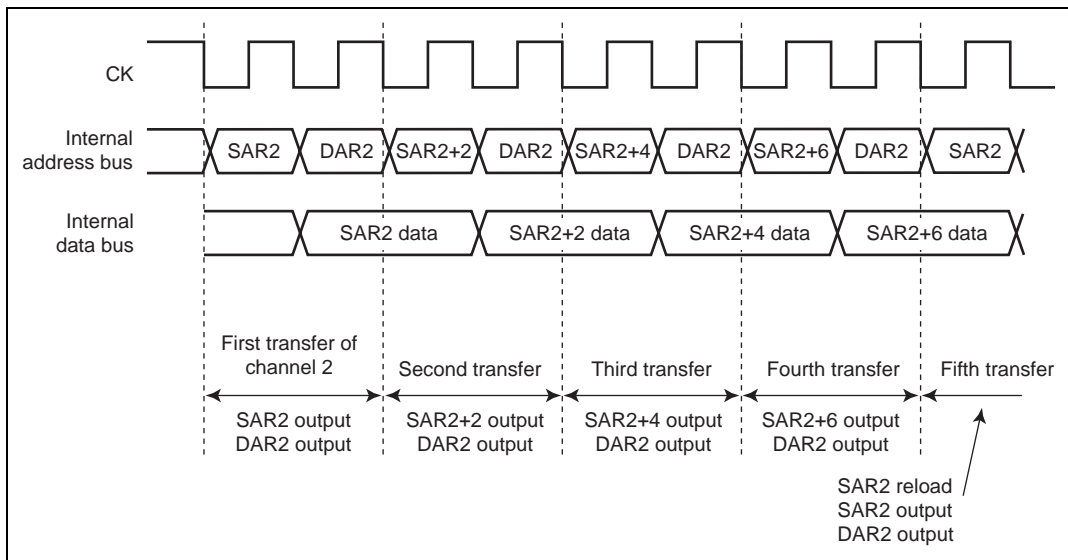 CK
Internal
address bus
SAR2 DAR2 SAR2+2 DAR2 SAR2+4 DAR2 SAR2+6 DAR2 SAR2
Internal
data bus
SAR2 data SAR2+2 data SAR2+4 data SAR2+6 data
First transfer of
channel 2
Second transfer
Third transfer
Fourth transfer
Fifth transfer
SAR2 output
DAR2 output
SAR2+2 output
DAR2 output
SAR2+4 output
DAR2 output
SAR2+6 output
DAR2 output
SAR2 reload
SAR2 output
DAR2 output